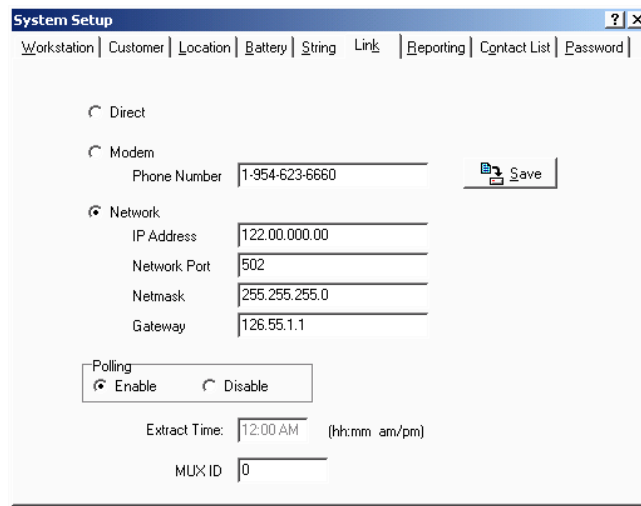 System Setup
Workstation Customer Location Battery String Link Reporting Contact List Password
Direct
Modem
Phone Number 1-954-623-6660 Save
Network
IP Address 122.00.000.00
Network Port 502
Netmask 255.255.255.0
Gateway 126.55.1.1
Polling
Enable Disable
Extract Time: 12:00 AM (hh:mm am/pm)
MUX ID 0